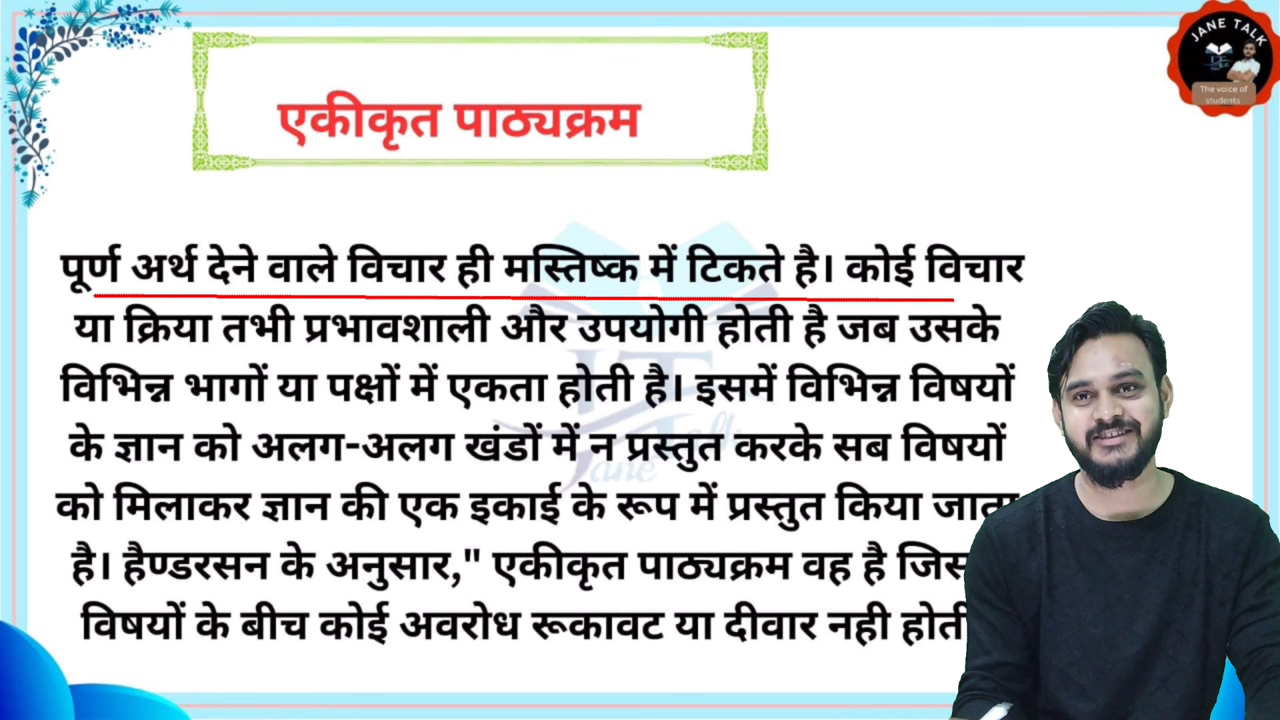 JANE TALK
The voice of
students
एकीकृत पाठ्यक्रम
पूर्ण अर्थ देने वाले विचार ही मस्तिष्क में टिकते है। कोई विचार
या क्रिया तभी प्रभावशाली और उपयोगी होती है जब उसके
विभिन्न भागों या पक्षों में एकता होती है। इसमें विभिन्न विषयों
के ज्ञान को अलग-अलग खंडों में न प्रस्तुत करके सब विषयों
को मिलाकर ज्ञान की एक इकाई के रूप में प्रस्तुत किया जाता
है। हैण्डरसन के अनुसार," एकीकृत पाठ्यक्रम वह है
विषयों के बीच कोई अवरोध रूकावट या दीवार नही होती